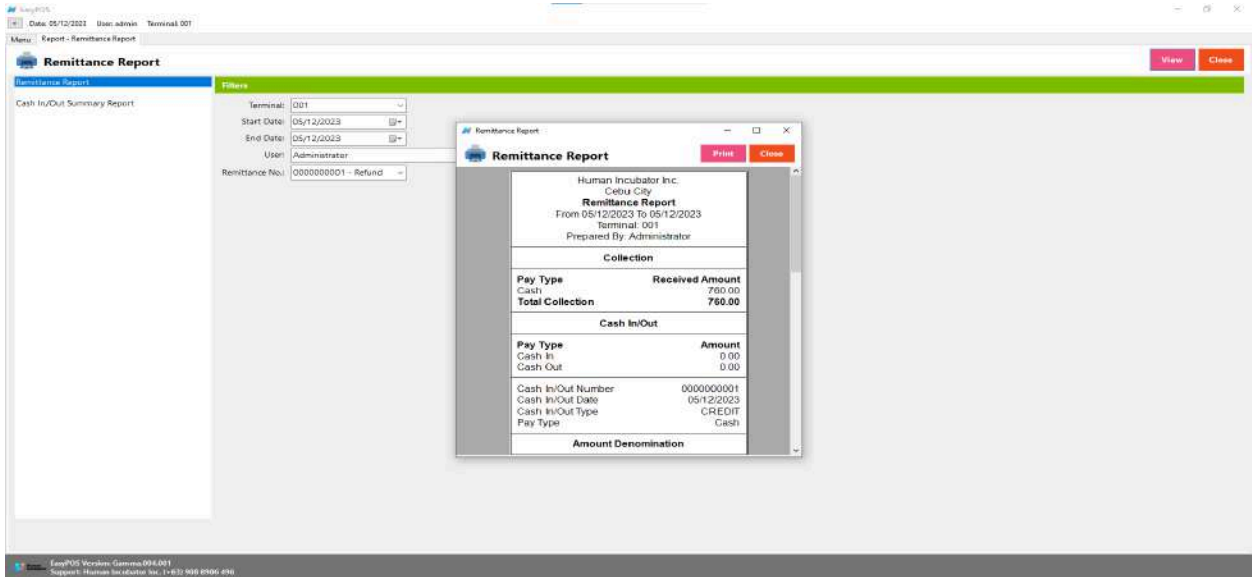 EasyPOS
Date: 05/12/2023 User: admin Terminal: 001
Menu Report - Remittance Report
Remittance Report
View Close
Remittance Report
Cash In/Out Summary Report
Filters
Terminal: 001
Start Date: 05/12/2023
End Date: 05/12/2023
User: Administrator
Remittance No.: 0000000001 - Refund
Remittance Report
Remittance Report
Print Close
Human Incubator Inc.
Cebu City
Remittance Report
From 05/12/2023 To 05/12/2023
Terminal: 001
Prepared By: Administrator
Collection
Pay Type Received Amount
Cash 760.00
Total Collection 760.00
Cash In/Out
Pay Type Amount
Cash In 0.00
Cash Out 0.00
Cash In/Out Number 0000000001
Cash In/Out Date 05/12/2023
Cash In/Out Type CREDIT
Pay Type Cash
Amount Denomination
EasyPOS Version: Gamma.004.001
Support: Human Incubator Inc. (+63) 908 8906 496